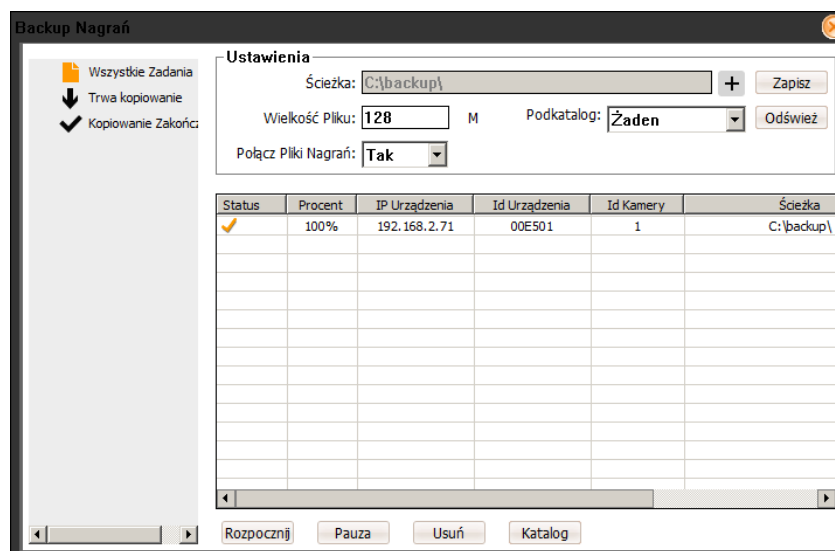 Backup Nagrań
Wszystkie Zadania
Trwa kopiowanie
Kopiowanie Zakończ
Ustawienia
Ścieżka: C:\backup\ + Zapisz
Wielkość Pliku: 128 M Podkatalog: Żaden Odśwież
Połącz Pliki Nagrań: Tak
Status Procent IP Urządzenia Id Urządzenia Id Kamery Ścieżka
100% 192.168.2.71 00E501 1 C:\backup\
Rozpocznij Pauza Usuń Katalog